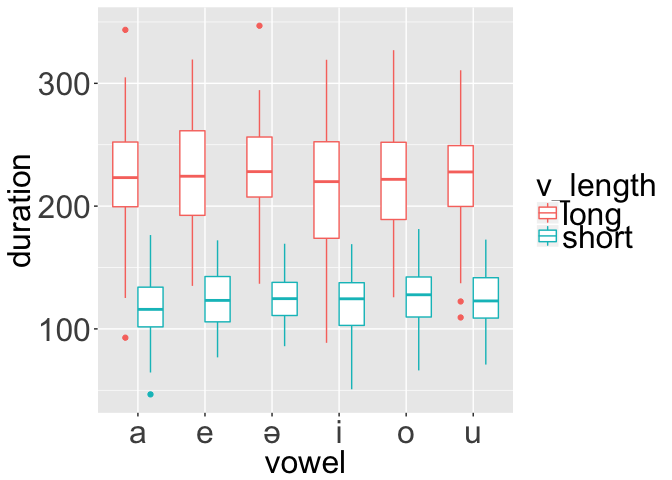 duration
300
200
100
a e ə i o u
vowel
v_length
long
short